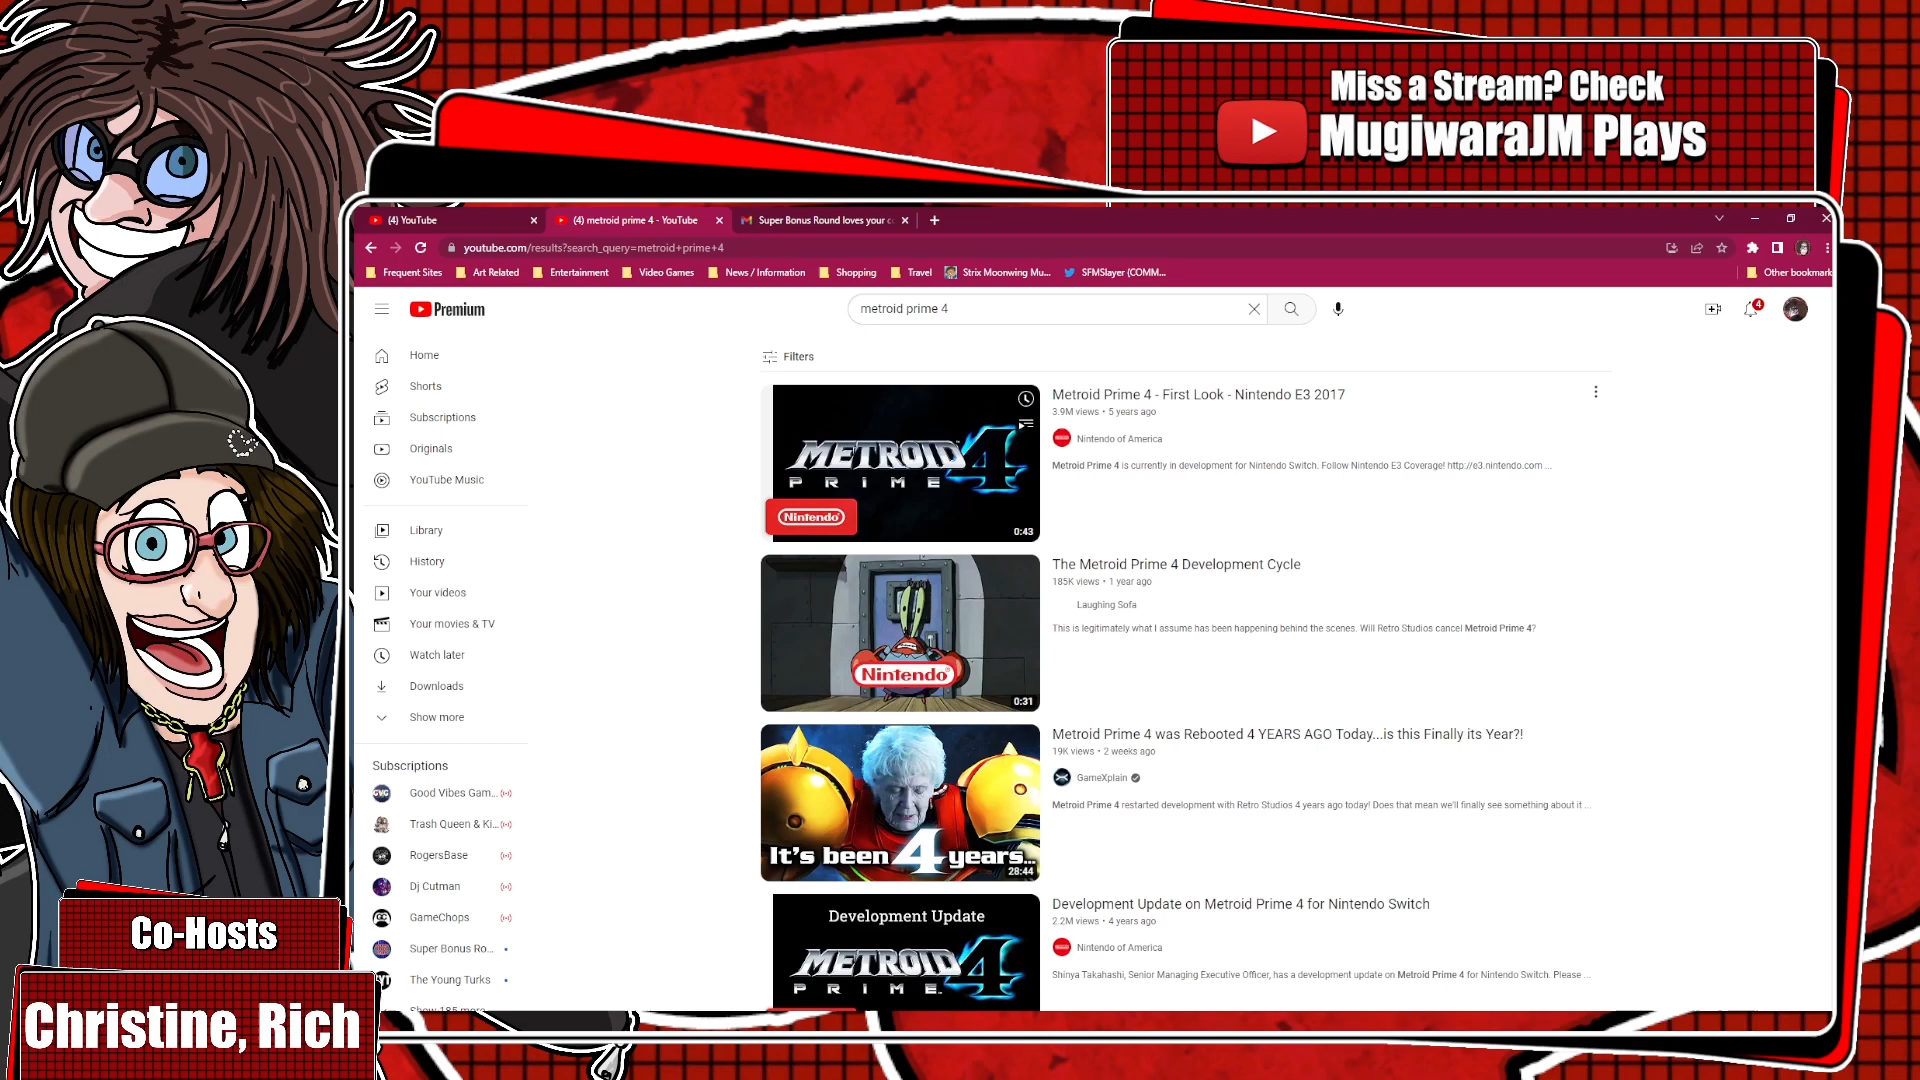 Miss a Stream? Check
MugiwaraJM Plays
(4) YouTube
(4) metroid prime 4 - YouTube
Super Bonus Round loves your c
youtube.com/results?search_query=metroid+prime+4
Frequent Sites
Art Related
Entertainment
Video Games
News / Information
Shopping
Travel
Strix Moonwing Mu...
SFMSlayer (COMM...
Other bookmark
Premium
metroid prime 4
4
Home
Shorts
Subscriptions
Originals
YouTube Music
Library
History
Your videos
Your movies & TV
Watch later
Downloads
Show more
Subscriptions
GVG
Good Vibes Gam...
Trash Queen & Ki...
RogersBase
Dj Cutman
GameChops
Super Bonus Ro...
The Young Turks
Show 185 more
Filters
METROID
PRIME
4
Nintendo
0:43
Metroid Prime 4 - First Look - Nintendo E3 2017
3.9M views • 5 years ago
Nintendo of America
Metroid Prime 4 is currently in development for Nintendo Switch. Follow Nintendo E3 Coverage! http://e3.nintendo.com ...
Nintendo
0:31
The Metroid Prime 4 Development Cycle
185K views • 1 year ago
Laughing Sofa
This is legitimately what I assume has been happening behind the scenes. Will Retro Studios cancel Metroid Prime 4?
It's been 4 years...
28:44
Metroid Prime 4 was Rebooted 4 YEARS AGO Today...is this Finally its Year?!
19K views • 2 weeks ago
GameXplain
Metroid Prime 4 restarted development with Retro Studios 4 years ago today! Does that mean we'll finally see something about it ...
Development Update
METROID
PRIME
4
Development Update on Metroid Prime 4 for Nintendo Switch
2.2M views • 4 years ago
Nintendo of America
Shinya Takahashi, Senior Managing Executive Officer, has a development update on Metroid Prime 4 for Nintendo Switch. Please ...
Co-Hosts
Christine, Rich